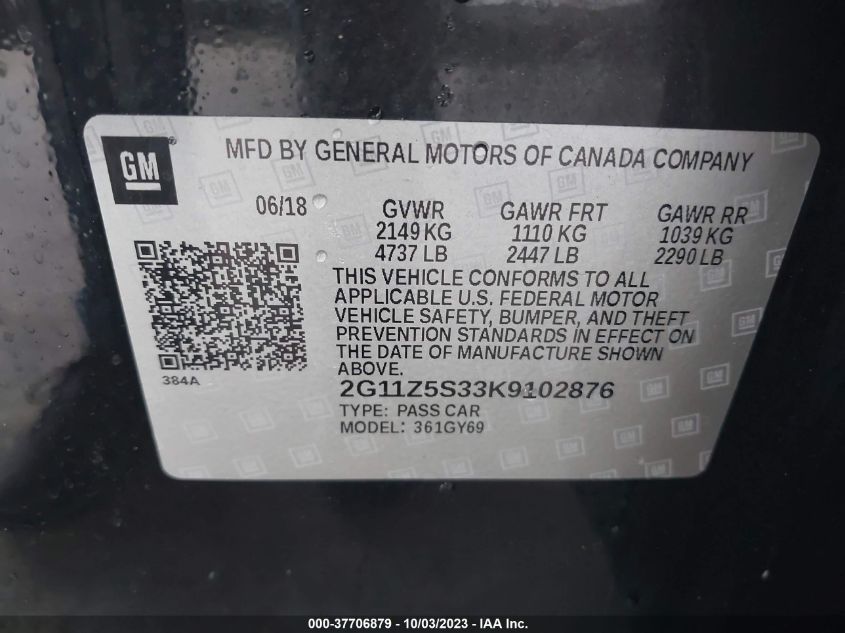 GM
MFD BY GENERAL MOTORS OF CANADA COMPANY
06/18
GVWR GAWR FRT GAWR RR
2149 KG 1110 KG 1039 KG
4737 LB 2447 LB 2290 LB
THIS VEHICLE CONFORMS TO ALL
APPLICABLE U.S. FEDERAL MOTOR
VEHICLE SAFETY, BUMPER, AND THEFT
PREVENTION STANDARDS IN EFFECT ON
THE DATE OF MANUFACTURE SHOWN
ABOVE.
384A
2G11Z5S33K9102876
TYPE: PASS CAR
MODEL: 361GY69
000-37706879 - 10/03/2023 - IAA Inc.